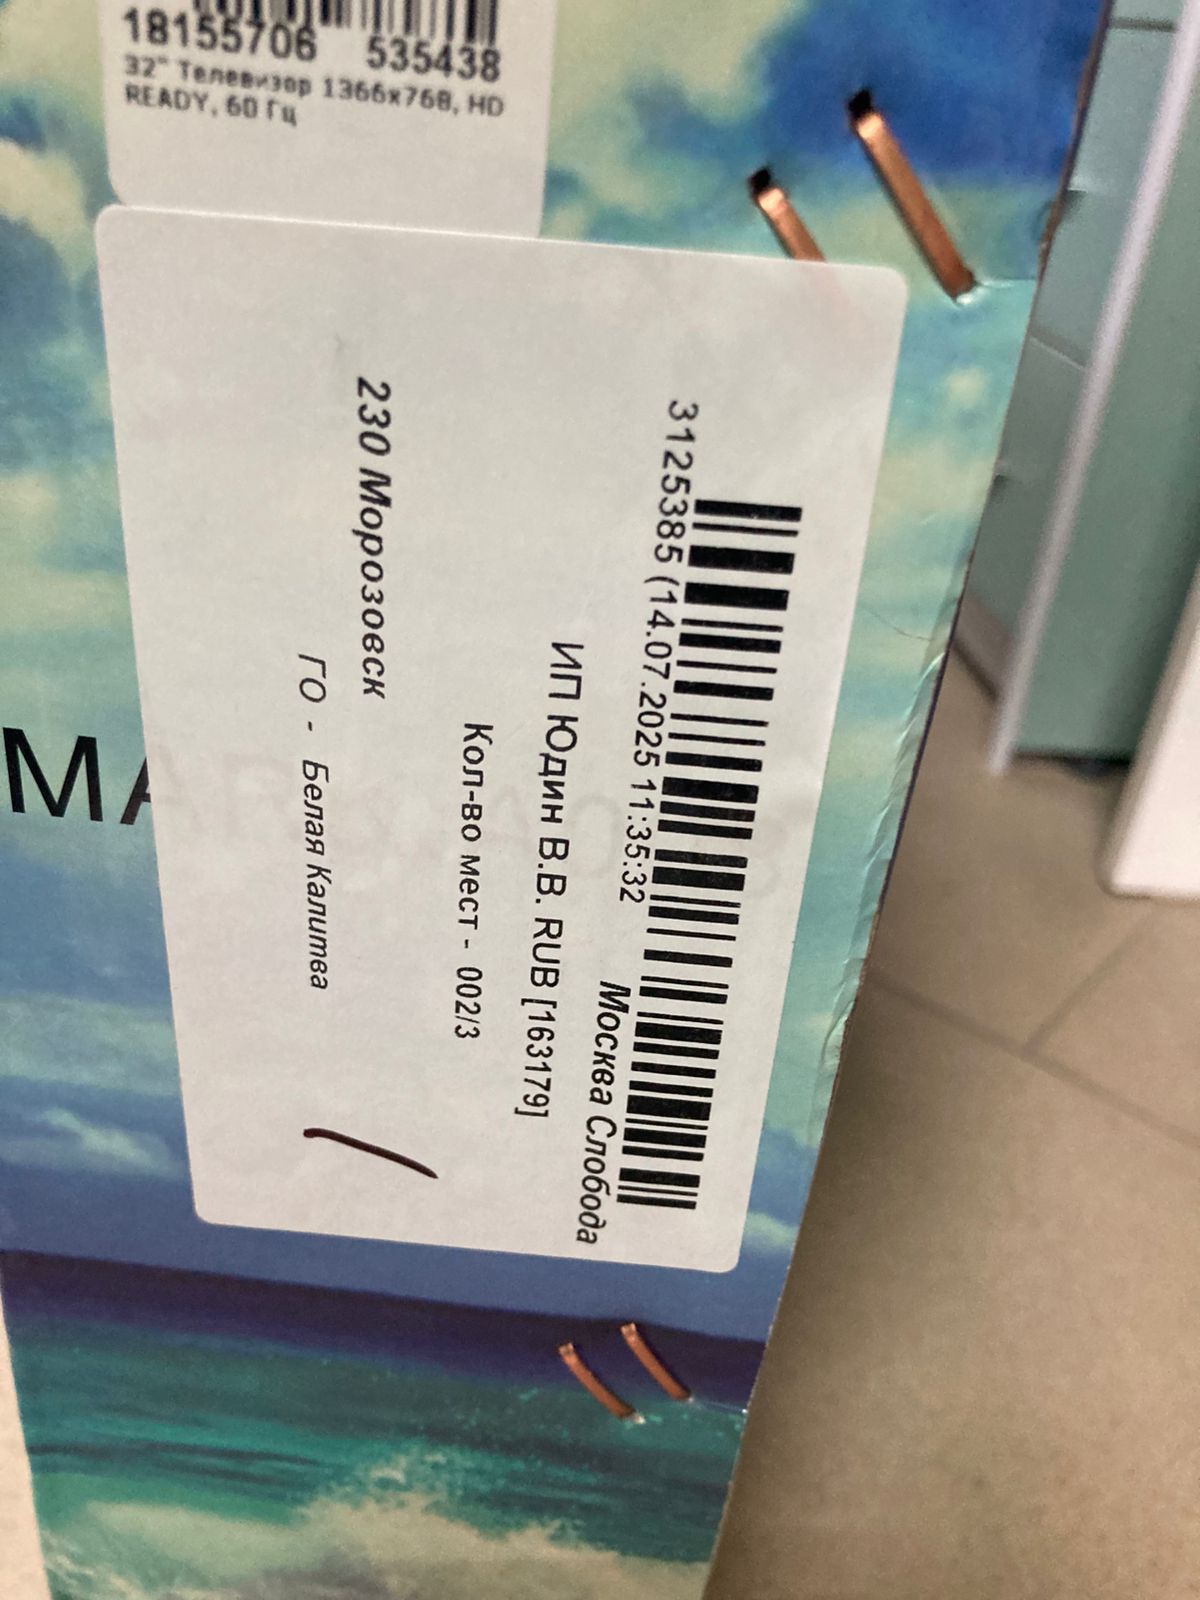 18155706 535438
32" Телевизор 1366x768, HD
READY, 60 Гц
3125385 (14.07.2025 11:35:32
Москва Слобода
ИП Юдин В.В. RUB [163179]
Кол-во мест - 002/3
230 Морозовск
ГО - Белая Калитва
МА